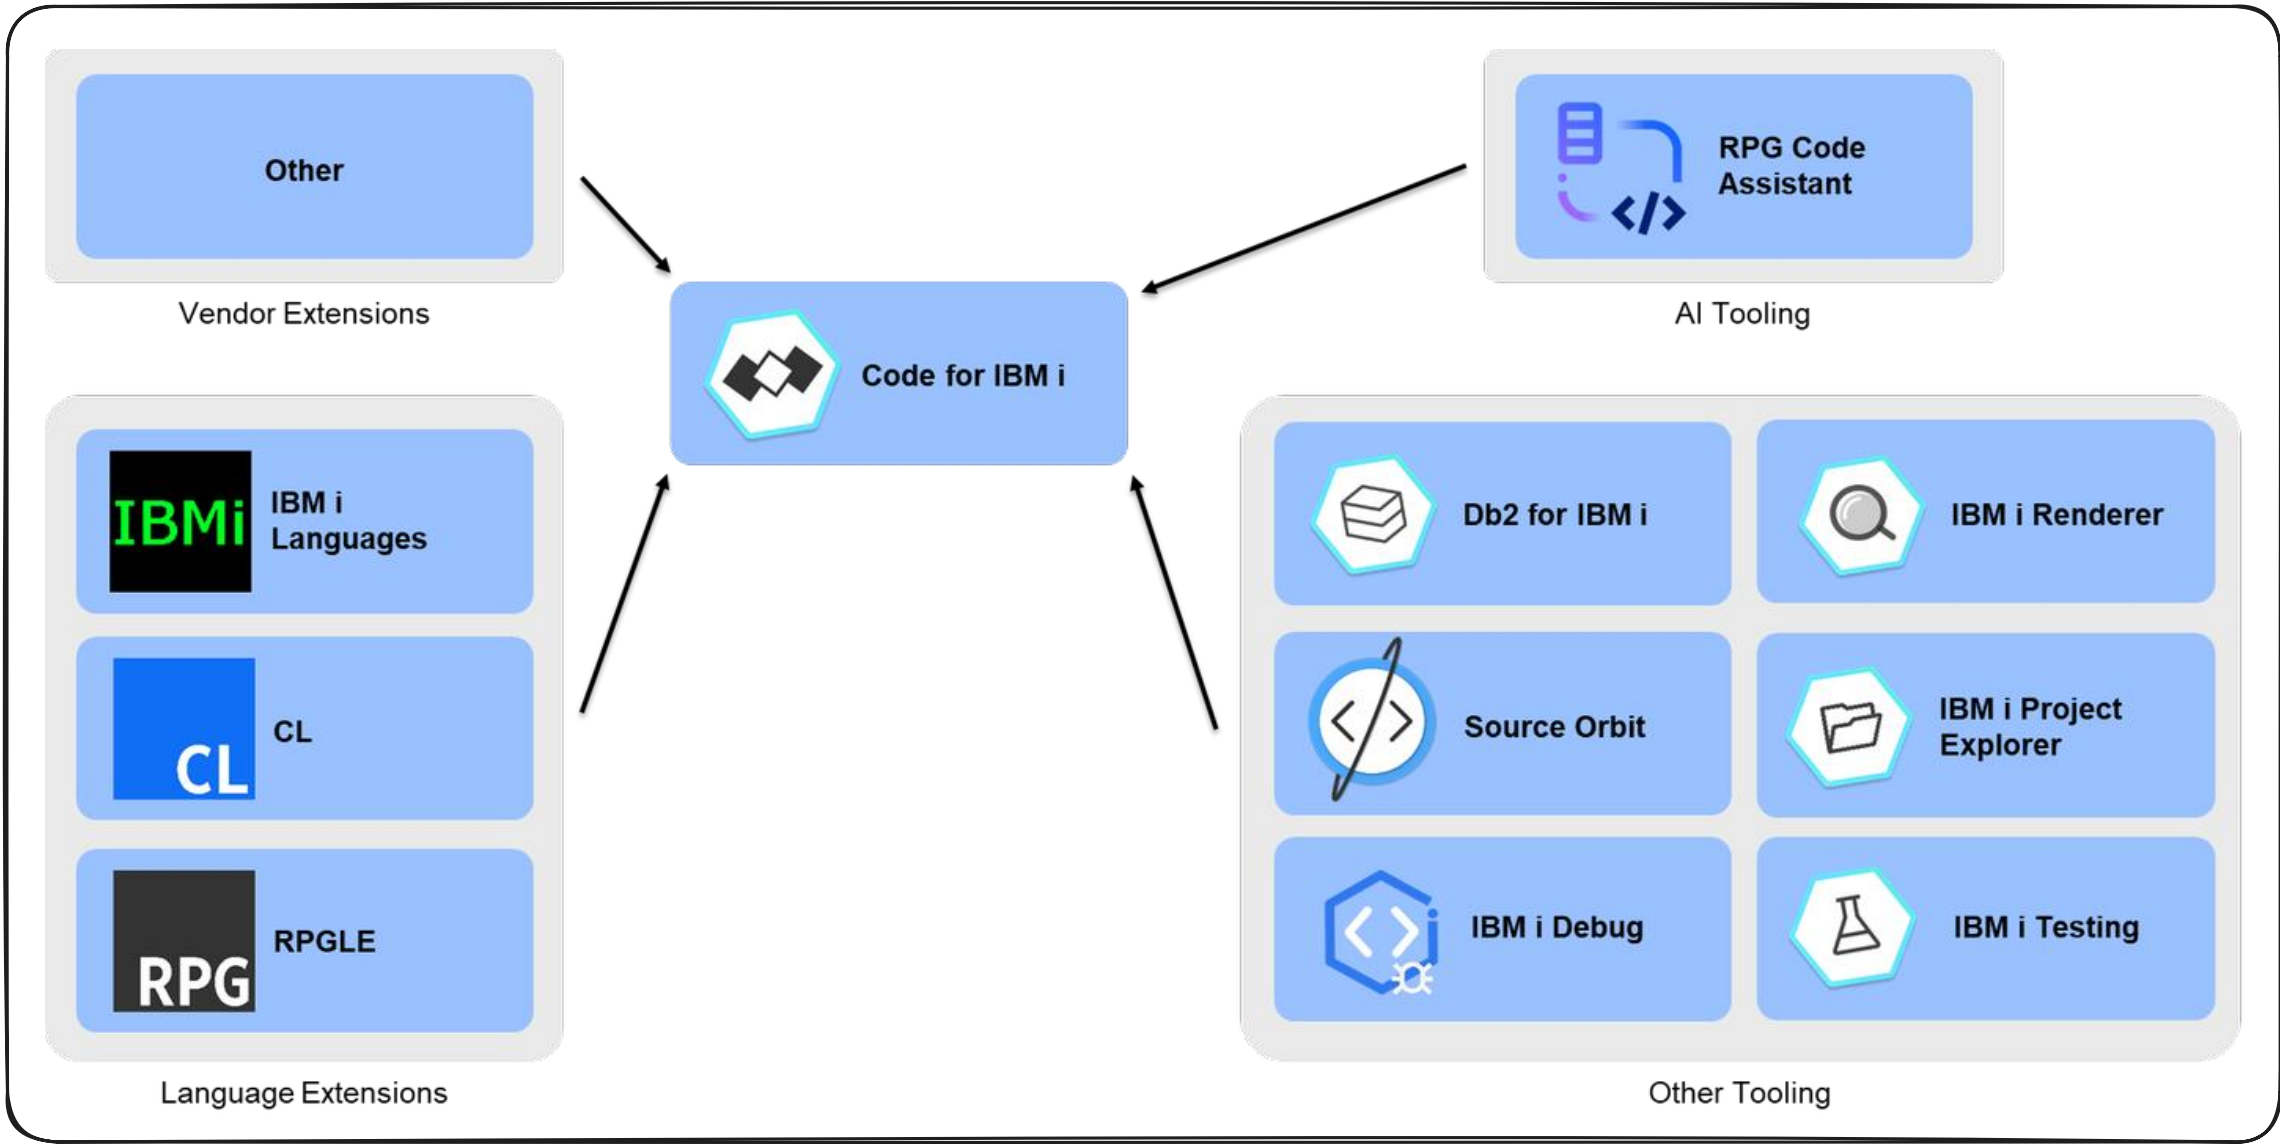 Other
Vendor Extensions
RPG Code
Assistant
AI Tooling
Code for IBM i
IBMi
IBM i
Languages
CL
CL
RPG
RPGLE
Language Extensions
Db2 for IBM i
IBM i Renderer
Source Orbit
IBM i Project
Explorer
IBM i Debug
IBM i Testing
Other Tooling